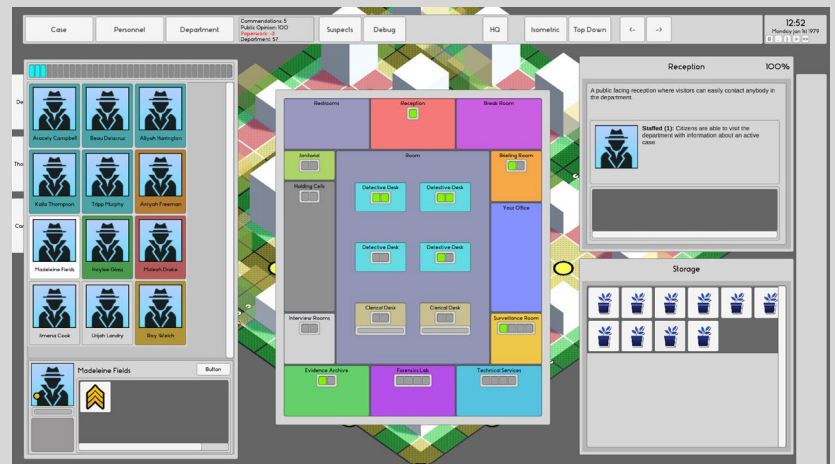 Case
Personnel
Department
Commendations: 5
Public Opinion: 100
Paperwork: -3
Department: 57
Suspects
Debug
HQ
Isometric
Top Down
<-
->
12:52
Monday Jan 1st 1979
Aracely Campbell
Beau Delacruz
Aliyah Harrington
Kaila Thompson
Tripp Murphy
Aniyah Freeman
Madeleine Fields
Haylee Glass
Maleah Drake
Jimena Cook
Urijah Landry
Ray Welch
Madeleine Fields
Button
Restrooms
Reception
Break Room
Janitorial
Room
Briefing Room
Holding Cells
Detective Desk
Detective Desk
Your Office
Detective Desk
Detective Desk
Clerical Desk
Clerical Desk
Interview Rooms
Surveillance Room
Evidence Archive
Forensics Lab
Technical Services
Reception
100%
A public facing reception where visitors can easily contact anybody in
the department.
Staffed (1): Citizens are able to visit the
department with information about an active
case.
Storage